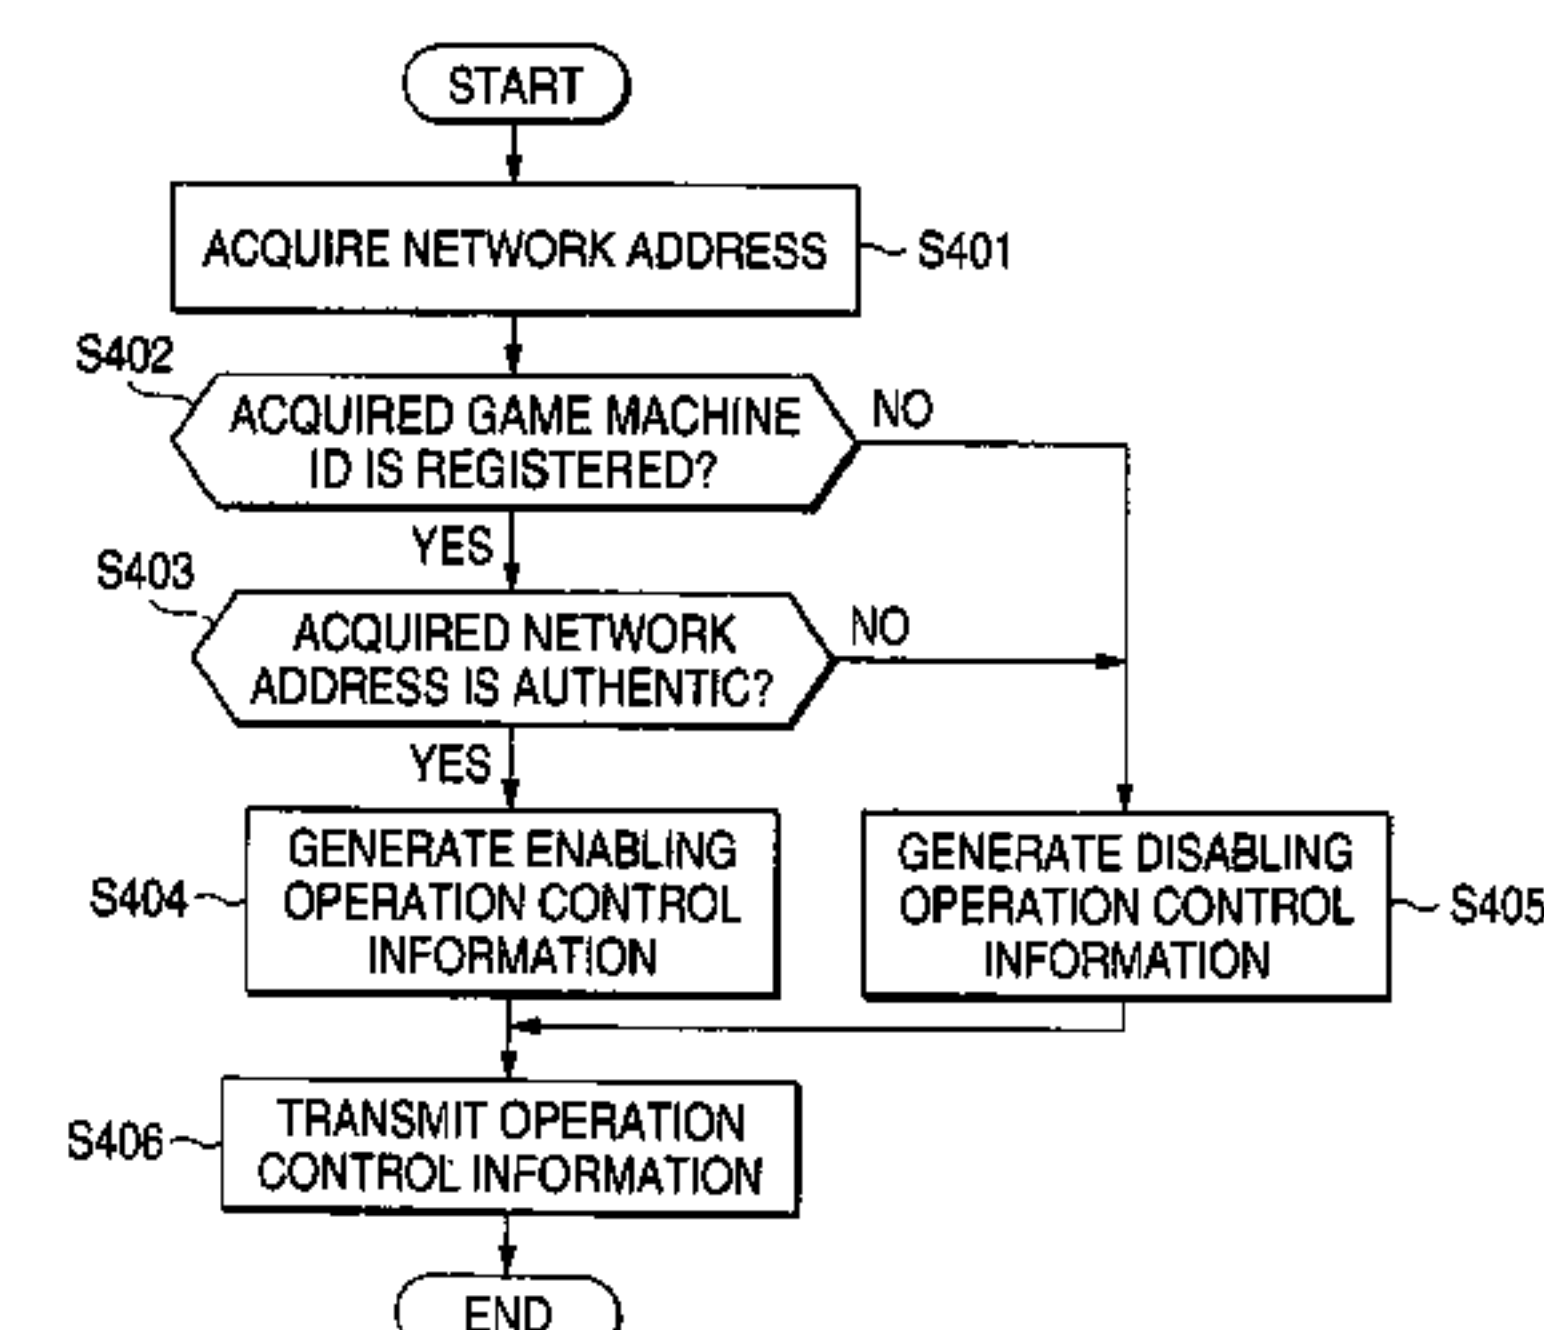 START
ACQUIRE NETWORK ADDRESS
S401
S402
ACQUIRED GAME MACHINE
ID IS REGISTERED?
NO
YES
S403
ACQUIRED NETWORK
ADDRESS IS AUTHENTIC?
NO
YES
S404
GENERATE ENABLING
OPERATION CONTROL
INFORMATION
GENERATE DISABLING
OPERATION CONTROL
INFORMATION
S405
S406
TRANSMIT OPERATION
CONTROL INFORMATION
END